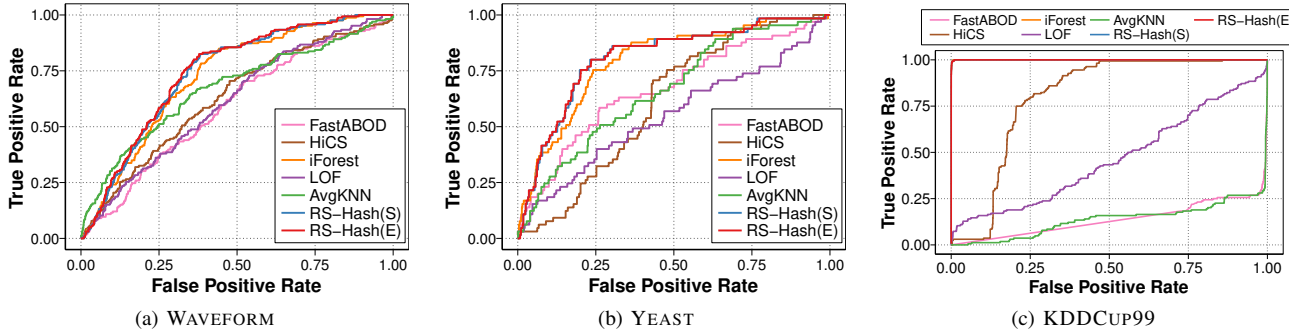 True Positive Rate
1.00
0.75
0.50
0.25
0.00
FastABOD
HiCS
iForest
LOF
AvgKNN
RS-Hash(S)
RS-Hash(E)
0.00 0.25 0.50 0.75 1.00
False Positive Rate
(a) WAVEFORM
True Positive Rate
1.00
0.75
0.50
0.25
0.00
FastABOD
HiCS
iForest
LOF
AvgKNN
RS-Hash(S)
RS-Hash(E)
0.00 0.25 0.50 0.75 1.00
False Positive Rate
(b) YEAST
FastABOD iForest AvgKNN RS-Hash(E)
HiCS LOF RS-Hash(S)
True Positive Rate
1.00
0.75
0.50
0.25
0.00
0.00 0.25 0.50 0.75 1.00
False Positive Rate
(c) KDDCUP99